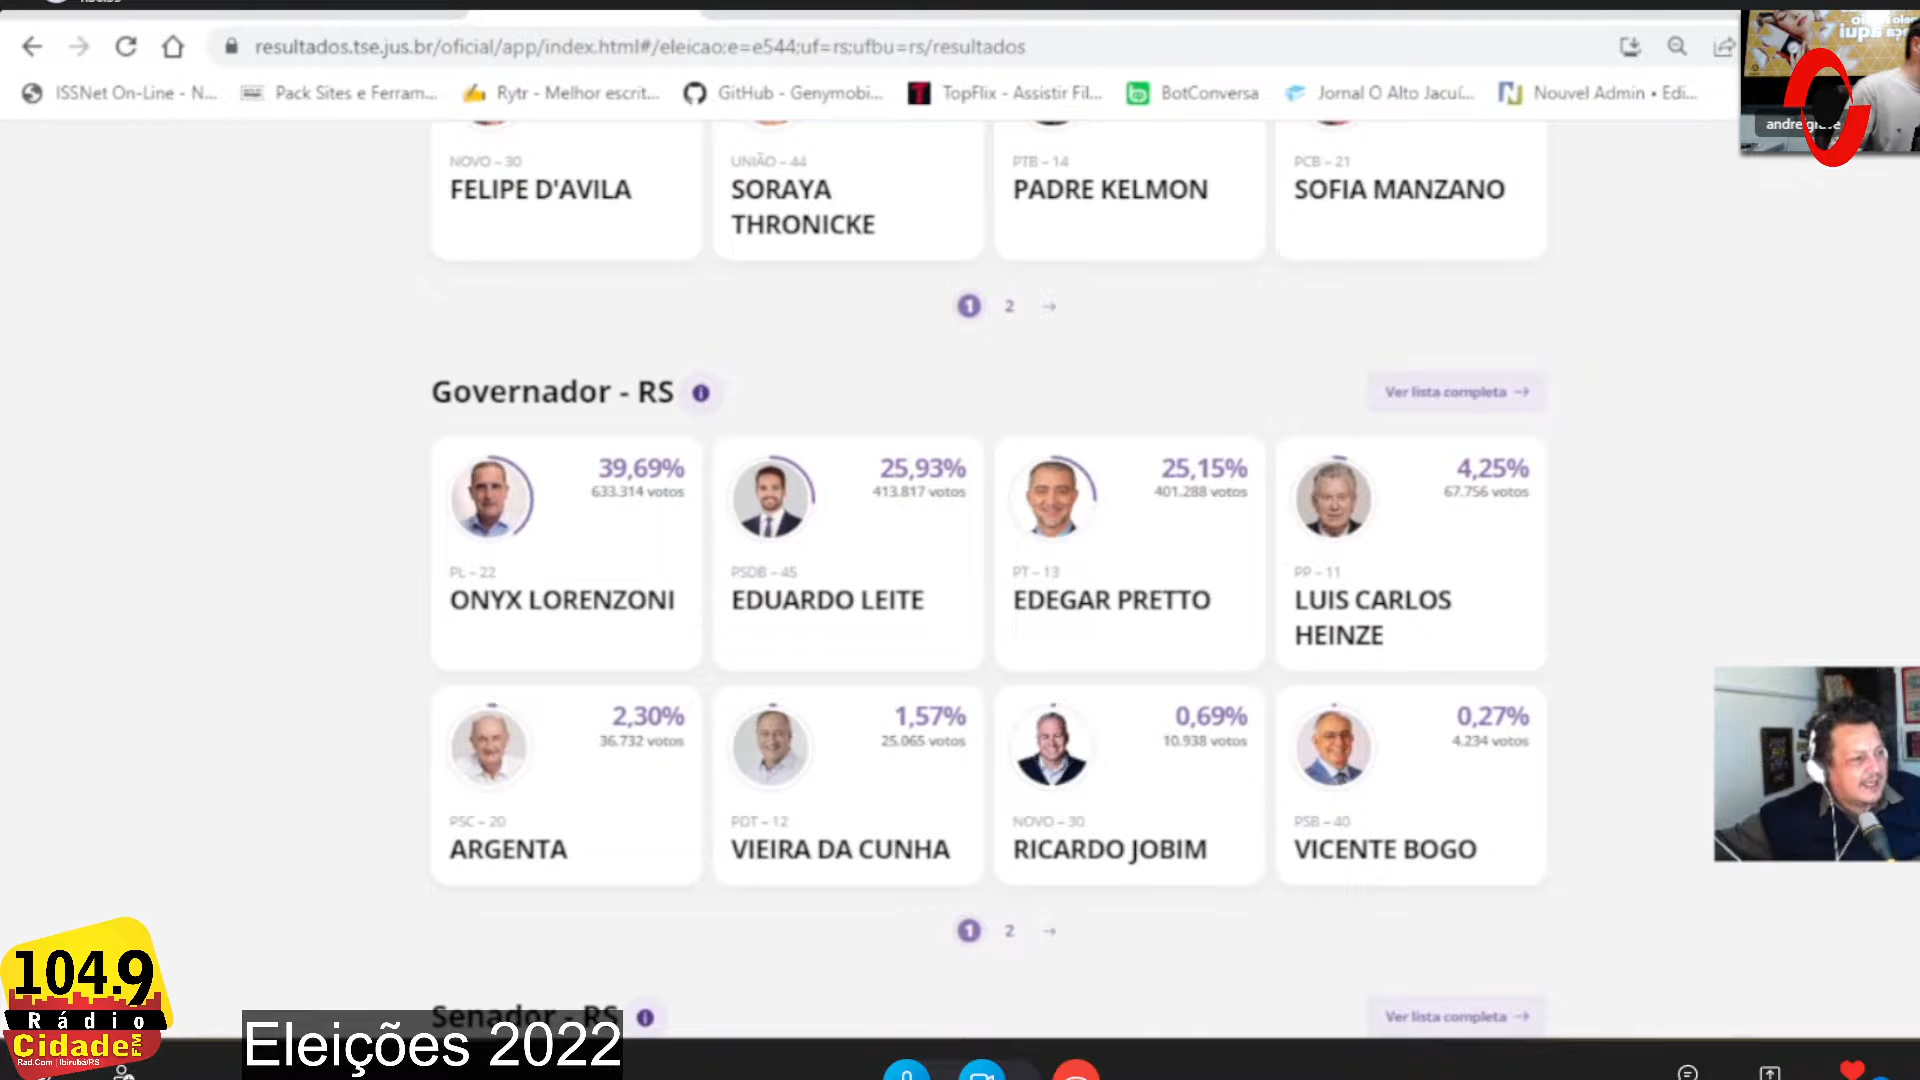 resultados.tse.jus.br/oficial/app/index.html#/eleicao:e=e544:uf=rs:ufbu=rs/resultados
ISSNet On-Line - N...
Pack Sites e Ferram...
Rytr - Melhor escrit...
GitHub - Genymobi...
TopFlix - Assistir Fil...
BotConversa
Jornal O Alto Jacuí...
Nouvel Admin • Edi...
NOVO – 30
FELIPE D'AVILA
UNIÃO – 44
SORAYA
THRONICKE
PTB – 14
PADRE KELMON
PCB – 21
SOFIA MANZANO
1 2 →
Governador - RS
Ver lista completa →
39,69%
633.314 votos
PL – 22
ONYX LORENZONI
25,93%
413.817 votos
PSDB – 45
EDUARDO LEITE
25,15%
401.288 votos
PT – 13
EDEGAR PRETTO
4,25%
67.756 votos
PP – 11
LUIS CARLOS
HEINZE
2,30%
36.732 votos
PSC – 20
ARGENTA
1,57%
25.065 votos
PDT – 12
VIEIRA DA CUNHA
0,69%
10.938 votos
NOVO – 30
RICARDO JOBIM
0,27%
4.234 votos
PSB – 40
VICENTE BOGO
1 2 →
Senador - RS
Ver lista completa →
104.9
Rádio
Cidade FM
Rad.Com | Ibirubá/RS
Eleições 2022